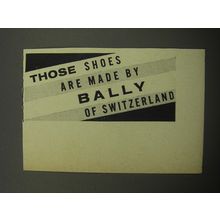 THOSE SHOES
ARE MADE BY
BALLY
OF SWITZERLAND